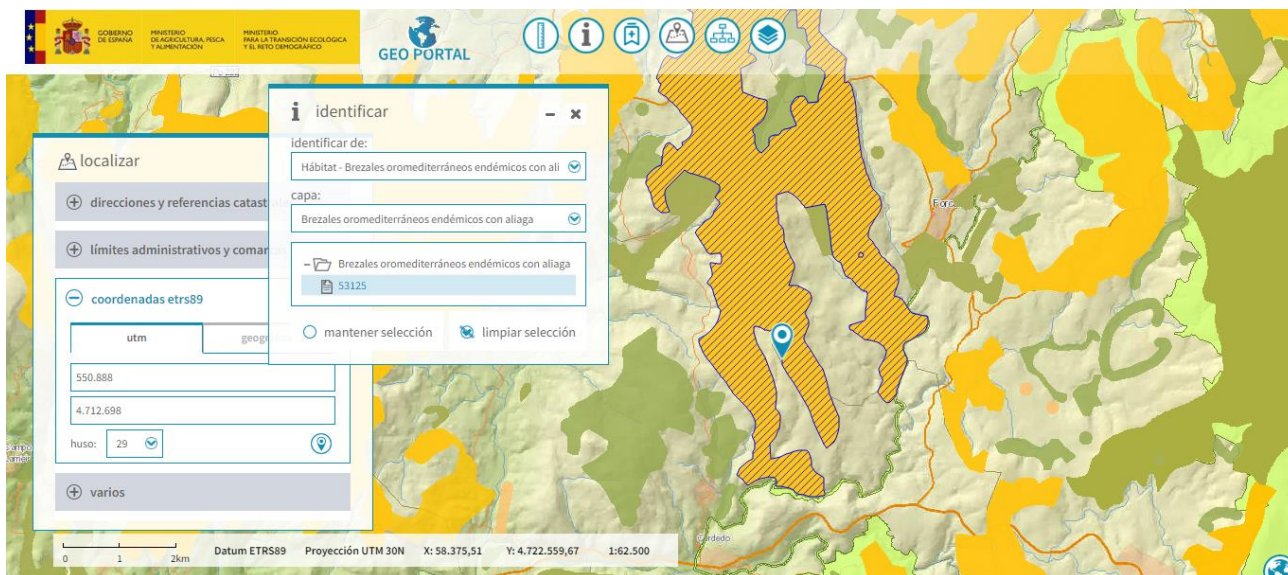 GOBIERNO
DE ESPAÑA
MINISTERIO
DE AGRICULTURA, PESCA
Y ALIMENTACIÓN
MINISTERIO
PARA LA TRANSICIÓN ECOLÓGICA
Y EL RETO DEMOGRÁFICO
GEO PORTAL
i identificar
identificar de:
Hábitat - Brezales oromediterráneos endémicos con ali
capa:
Brezales oromediterráneos endémicos con aliaga
Brezales oromediterráneos endémicos con aliaga
53125
mantener selección
limpiar selección
localizar
direcciones y referencias catast
límites administrativos y comar
coordenadas etrs89
utm
geogr
550.888
4.712.698
huso: 29
varios
Forc
Cerdedo
0 1 2km
Datum ETRS89 Proyección UTM 30N X: 58.375,51 Y: 4.722.559,67 1:62.500